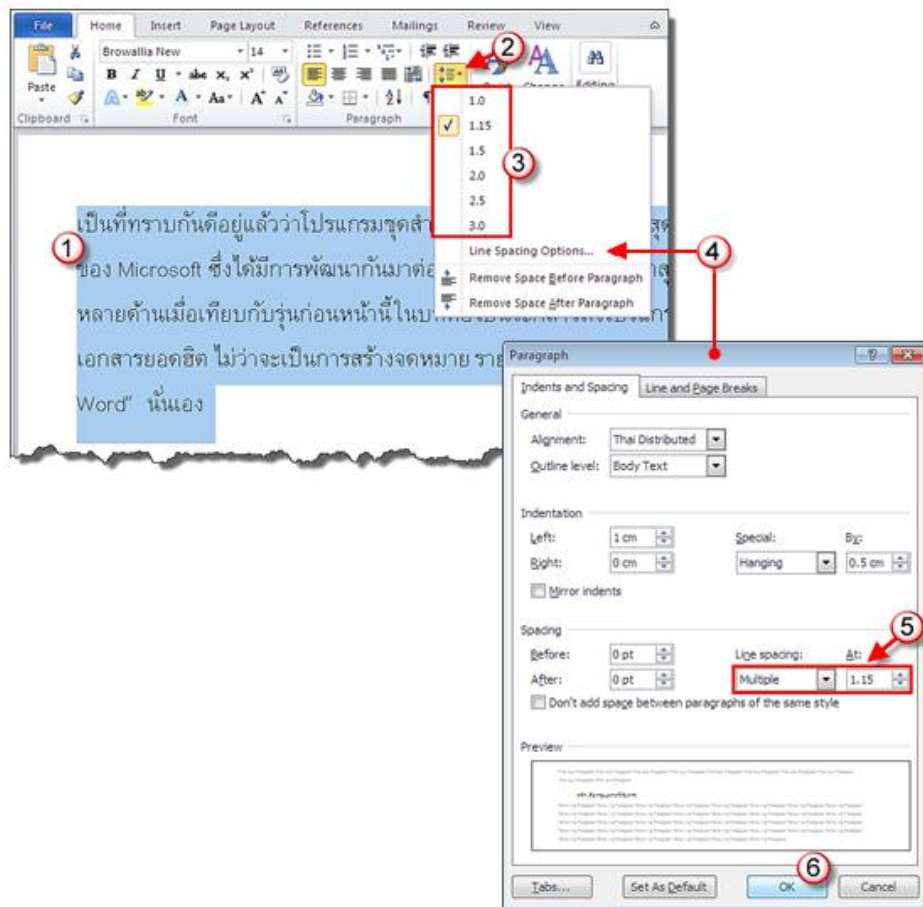 File Home Insert Page Layout References Mailings Review View
Browallia New 14
2
B I U abc x₂ x²
Paste
A Aa A A
Editing
Clipboard Font Paragraph
1.0
1.15
1.5
3
2.0
2.5
3.0
Line Spacing Options...
4
Remove Space Before Paragraph
Remove Space After Paragraph
1
เป็นที่ทราบกันดีอยู่แล้วว่าโปรแกรมชุดสำ
ของ Microsoft ซึ่งได้มีการพัฒนากันมาต่อ
หลายด้านเมื่อเทียบกับรุ่นก่อนหน้านี้
เอกสารยอดฮิต ไม่ว่าจะเป็นการสร้างจดหมาย ราย
Word" นั่นเอง
Paragraph
Indents and Spacing Line and Page Breaks
General
Alignment: Thai Distributed
Outline level: Body Text
Indentation
Left: 1 cm Special: By:
Right: 0 cm Hanging 0.5 cm
Mirror indents
5
Spacing
Before: 0 pt Line spacing: At:
After: 0 pt Multiple 1.15
Don't add space between paragraphs of the same style
Preview
6
Tabs... Set As Default OK Cancel